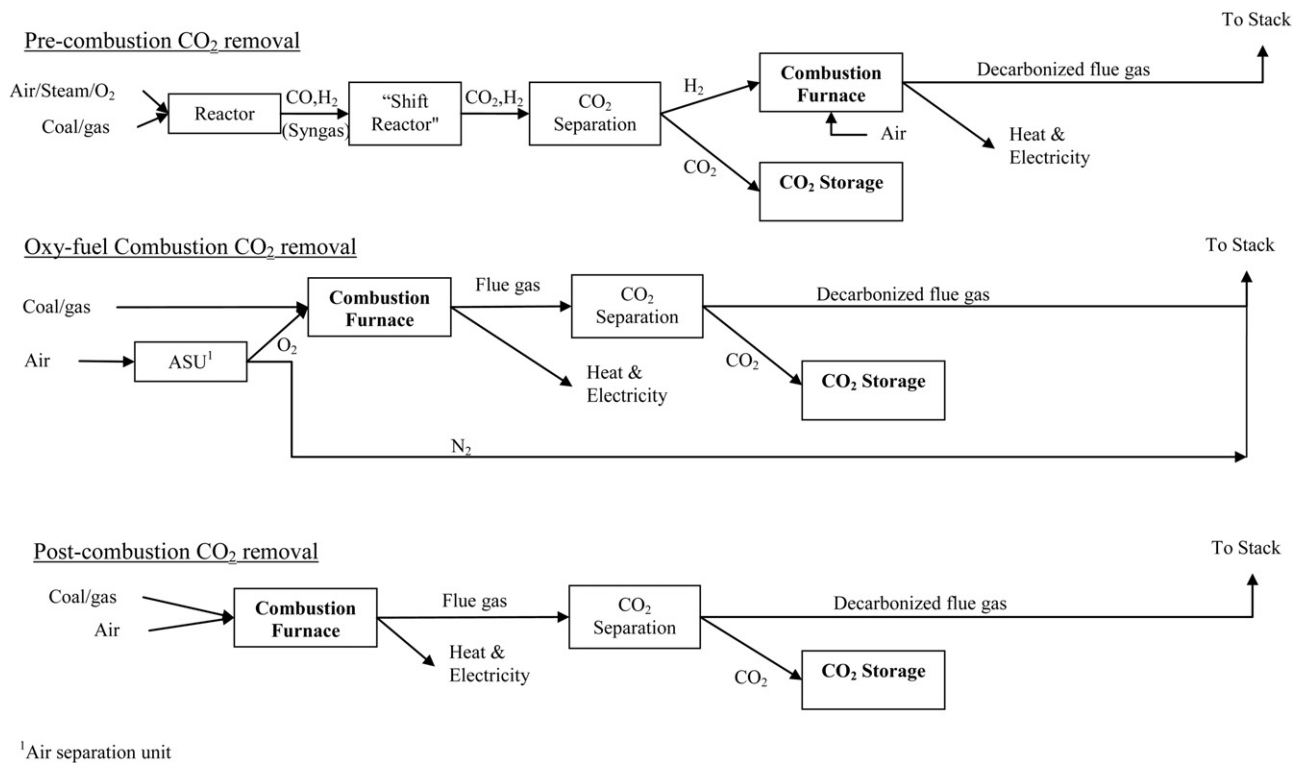 To Stack
Pre-combustion CO₂ removal
Air/Steam/O₂
Coal/gas
Reactor
CO,H₂
(Syngas)
“Shift
Reactor"
CO₂,H₂
CO₂
Separation
H₂
CO₂
Combustion
Furnace
Air
Decarbonized flue gas
Heat &
Electricity
CO₂ Storage
Oxy-fuel Combustion CO₂ removal
To Stack
Coal/gas
Air
ASU¹
O₂
Combustion
Furnace
Flue gas
Heat &
Electricity
CO₂
Separation
Decarbonized flue gas
CO₂
CO₂ Storage
N₂
Post-combustion CO₂ removal
To Stack
Coal/gas
Air
Combustion
Furnace
Flue gas
Heat &
Electricity
CO₂
Separation
Decarbonized flue gas
CO₂
CO₂ Storage
¹Air separation unit